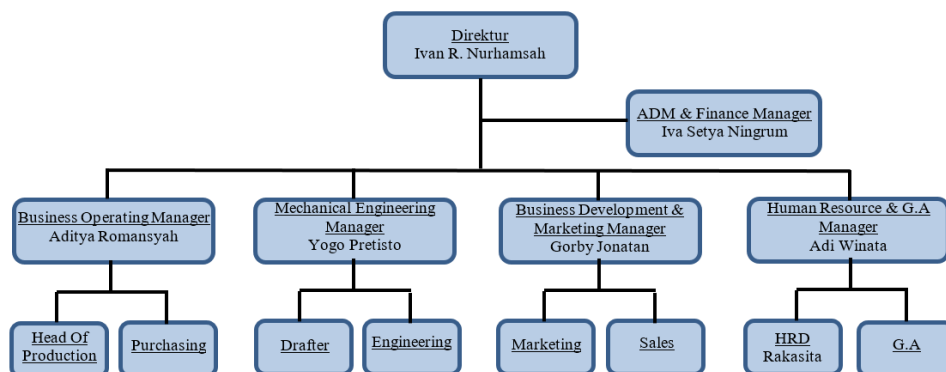 Direktur
Ivan R. Nurhamsah
ADM & Finance Manager
Iva Setya Ningrum
Business Operating Manager
Aditya Romansyah
Mechanical Engineering
Manager
Yogo Pretisto
Business Development &
Marketing Manager
Gorby Jonatan
Human Resource & G.A
Manager
Adi Winata
Head Of
Production
Purchasing
Drafter
Engineering
Marketing
Sales
HRD
Rakasita
G.A